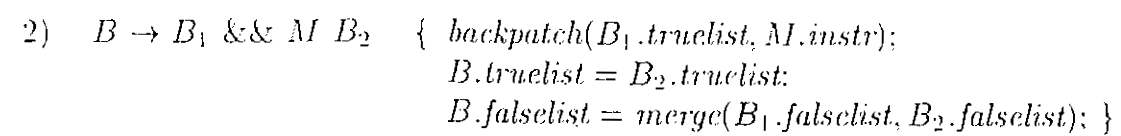 2) B → B₁ && M B₂ { backpatch(B₁.truelist, M.instr);
B.truelist = B₂.truelist;
B.falselist = merge(B₁.falselist, B₂.falselist); }